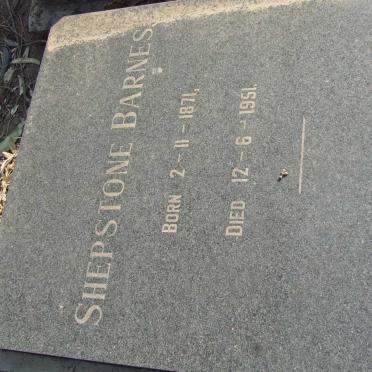 SHEPSTONE BARNES
BORN 2-11-1871,
DIED 12-6-1951.